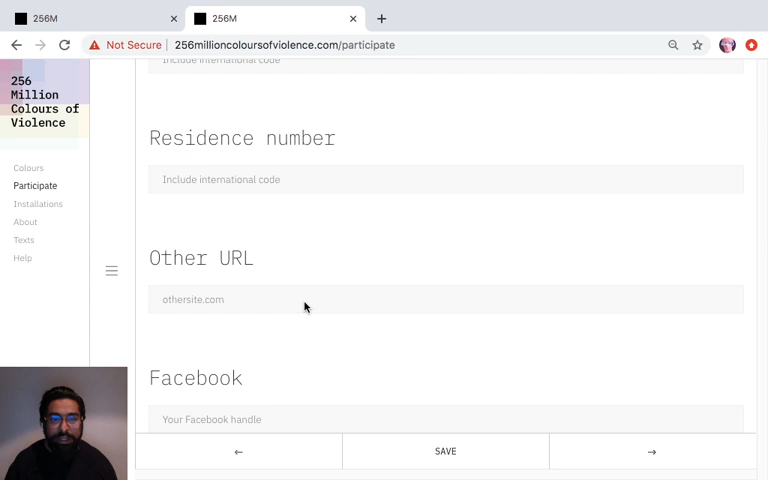 256M
256M
Not Secure
256millioncoloursofviolence.com/participate
256
Million
Colours of
Violence
Colours
Participate
Installations
About
Texts
Help
Include international code
Residence number
Include international code
Other URL
othersite.com
Facebook
Your Facebook handle
← SAVE →